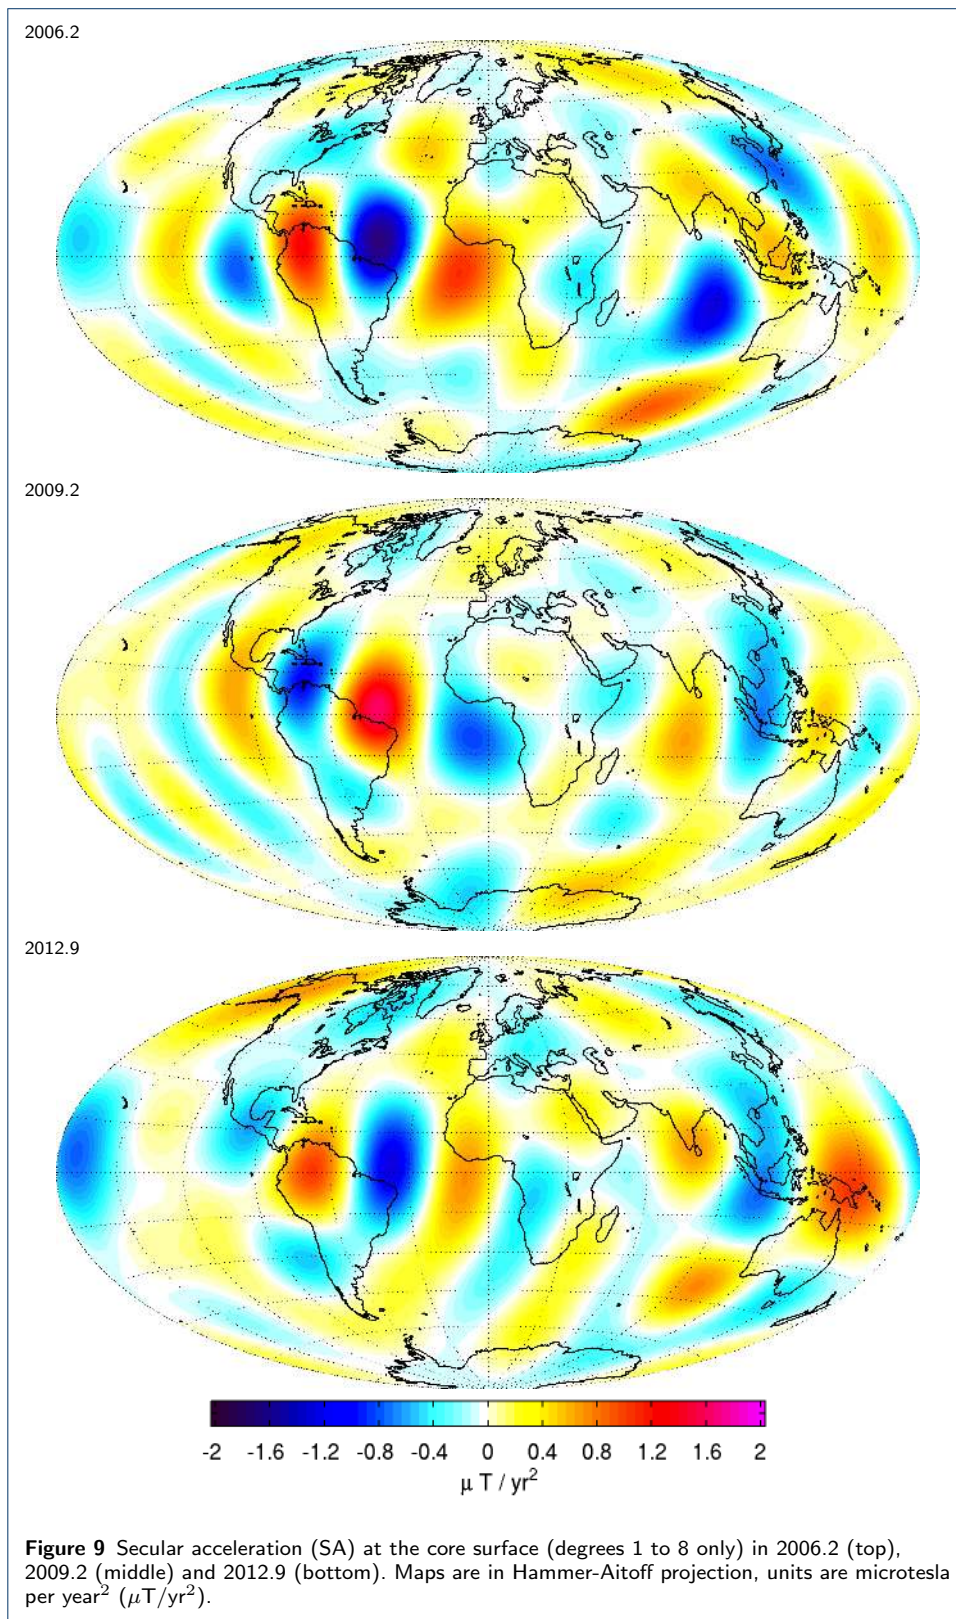 2006.2
2009.2
2012.9
-2 -1.6 -1.2 -0.8 -0.4 0 0.4 0.8 1.2 1.6 2
μ T / yr²
Figure 9 Secular acceleration (SA) at the core surface (degrees 1 to 8 only) in 2006.2 (top),
2009.2 (middle) and 2012.9 (bottom). Maps are in Hammer-Aitoff projection, units are microtesla
per year² (μT/yr²).